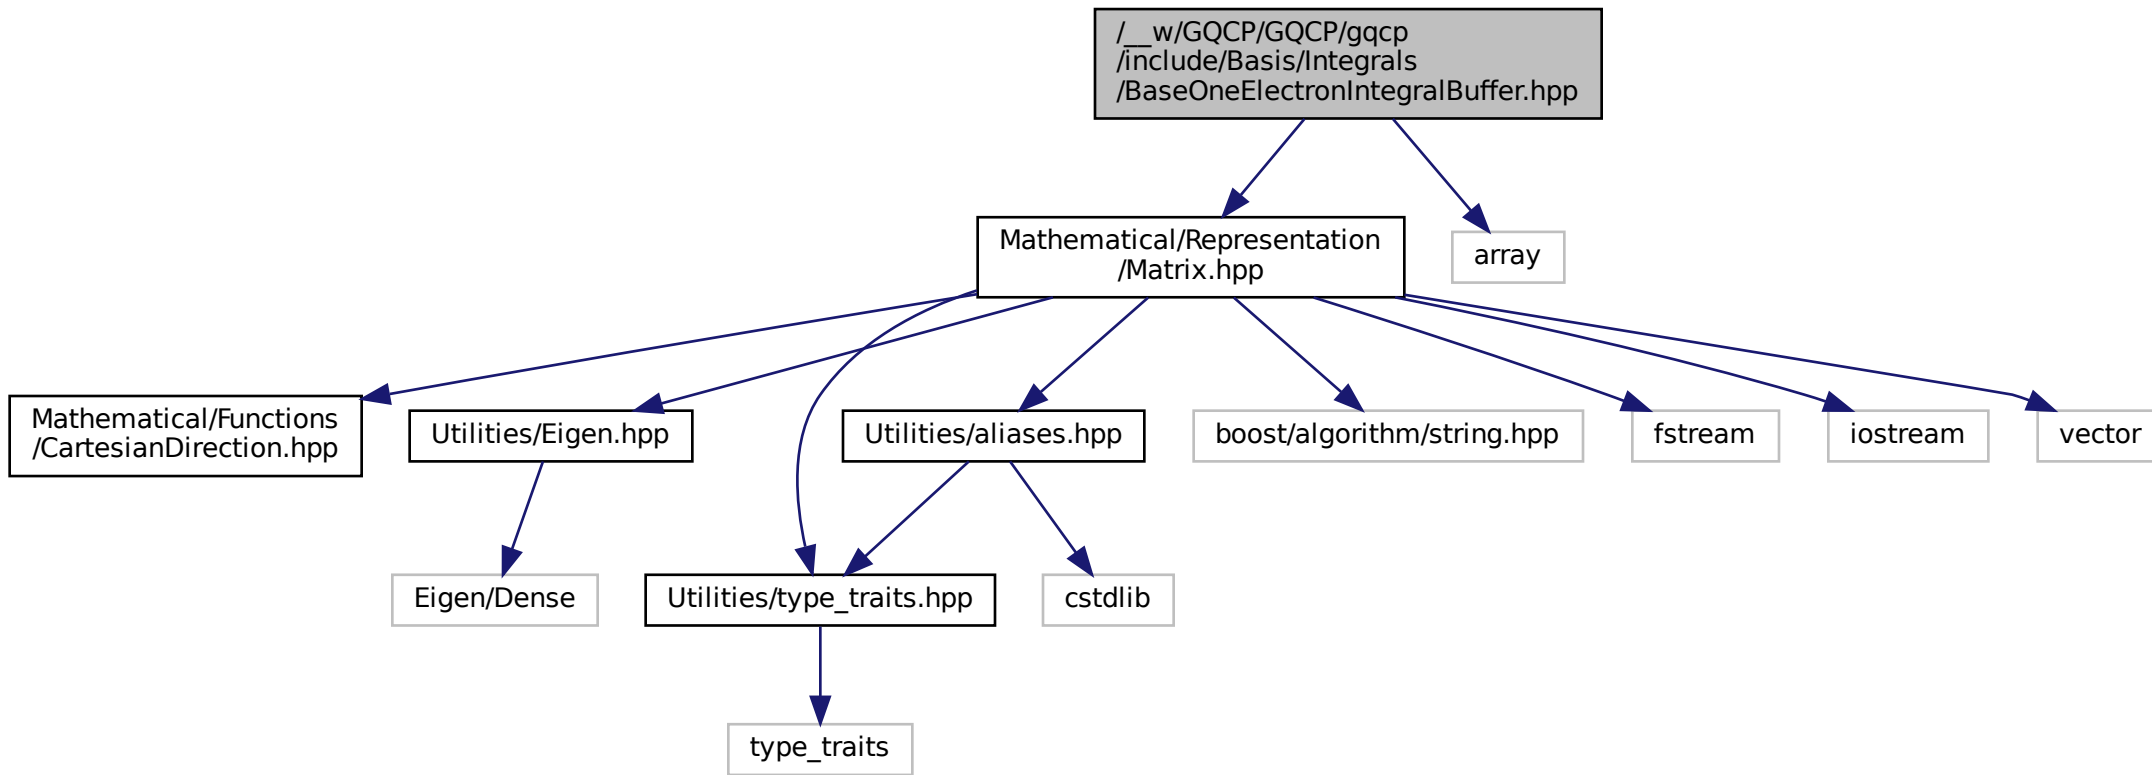 /__w/GQCP/GQCP/gqcp
/include/Basis/Integrals
/BaseOneElectronIntegralBuffer.hpp
Mathematical/Representation
/Matrix.hpp
array
Mathematical/Functions
/CartesianDirection.hpp
Utilities/Eigen.hpp
Utilities/aliases.hpp
boost/algorithm/string.hpp
fstream
iostream
vector
Eigen/Dense
Utilities/type_traits.hpp
cstdlib
type_traits